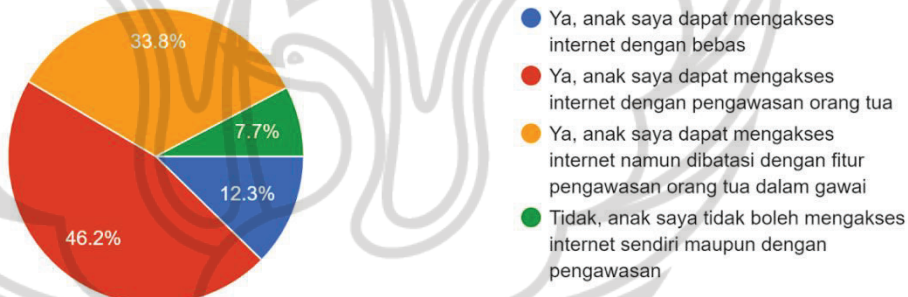 33.8%
7.7%
12.3%
46.2%
Ya, anak saya dapat mengakses
internet dengan bebas
Ya, anak saya dapat mengakses
internet dengan pengawasan orang tua
Ya, anak saya dapat mengakses
internet namun dibatasi dengan fitur
pengawasan orang tua dalam gawai
Tidak, anak saya tidak boleh mengakses
internet sendiri maupun dengan
pengawasan